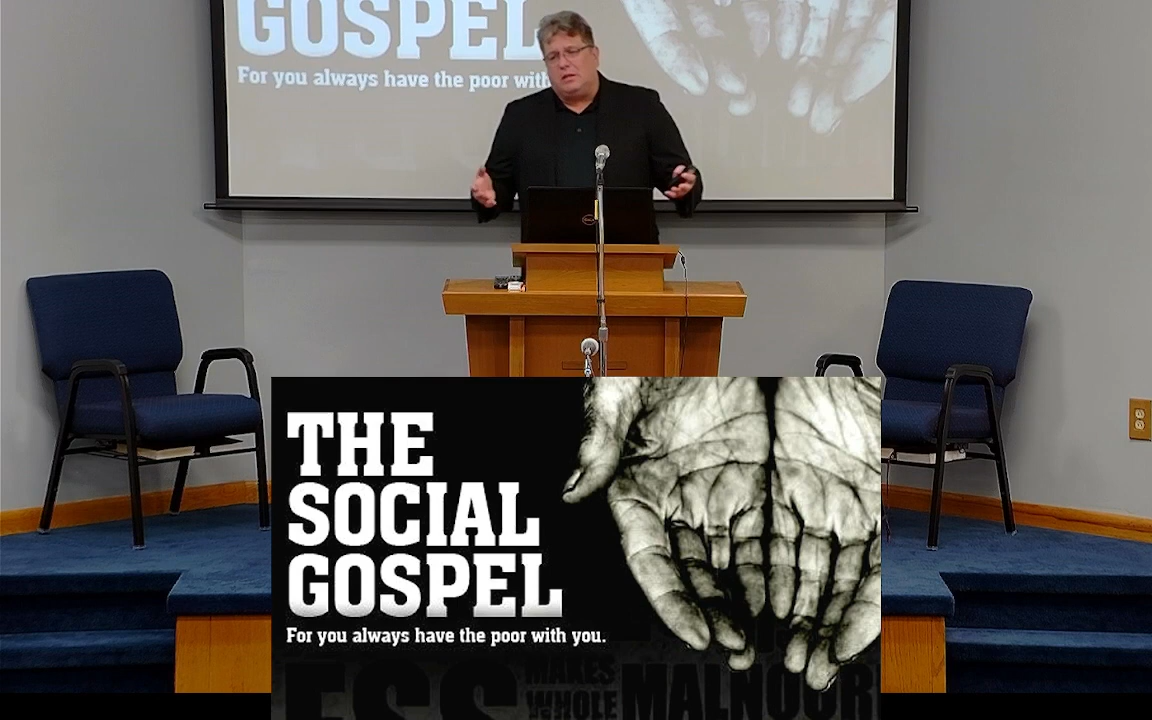 GOSPEL
For you always have the poor with
THE
SOCIAL
GOSPEL
For you always have the poor with you.
ESS
MAKES
WHOLE
MALNOUR